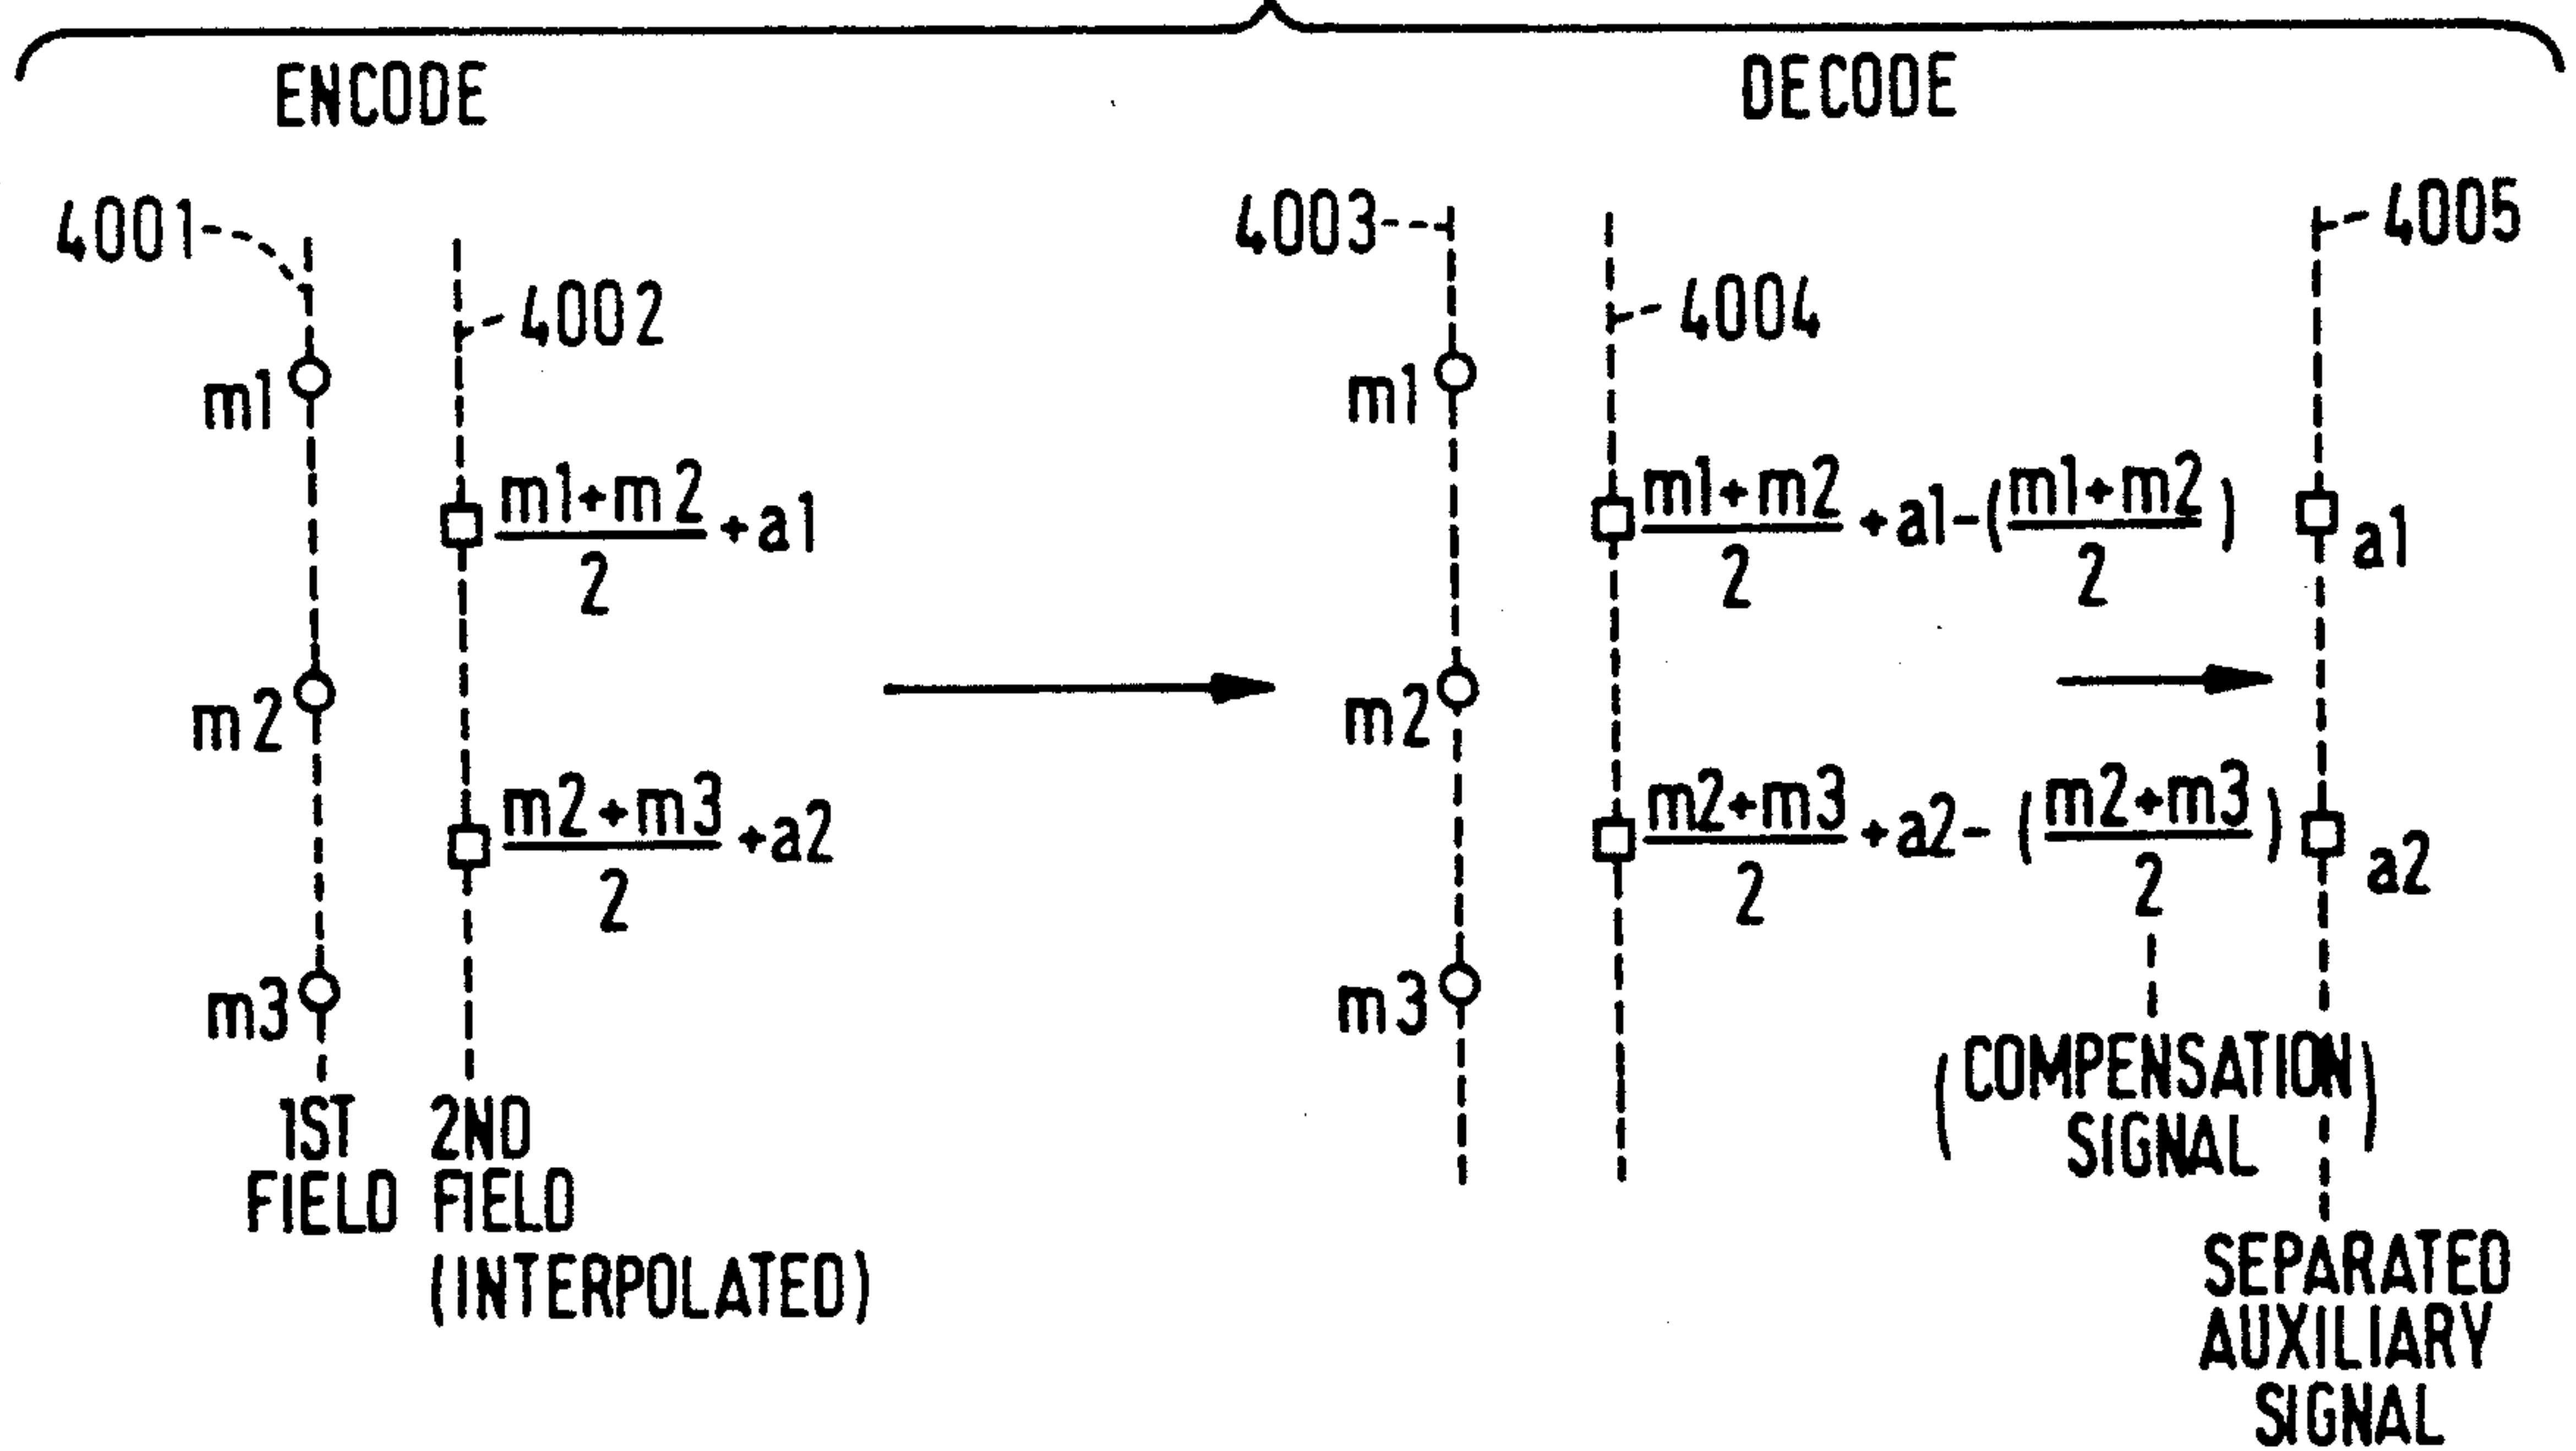 ENCODE
DECODE
4001
4002
4003
4004
4005
m1
m2
m3
m1+m2
2
+a1
m2+m3
2
+a2
1ST
FIELD
2ND
FIELD
(INTERPOLATED)
m1
m2
m3
m1+m2
2
+a1-(
m1+m2
2
)
m2+m3
2
+a2-
(
m2+m3
2
)
a1
a2
(COMPENSATION
SIGNAL)
SEPARATED
AUXILIARY
SIGNAL